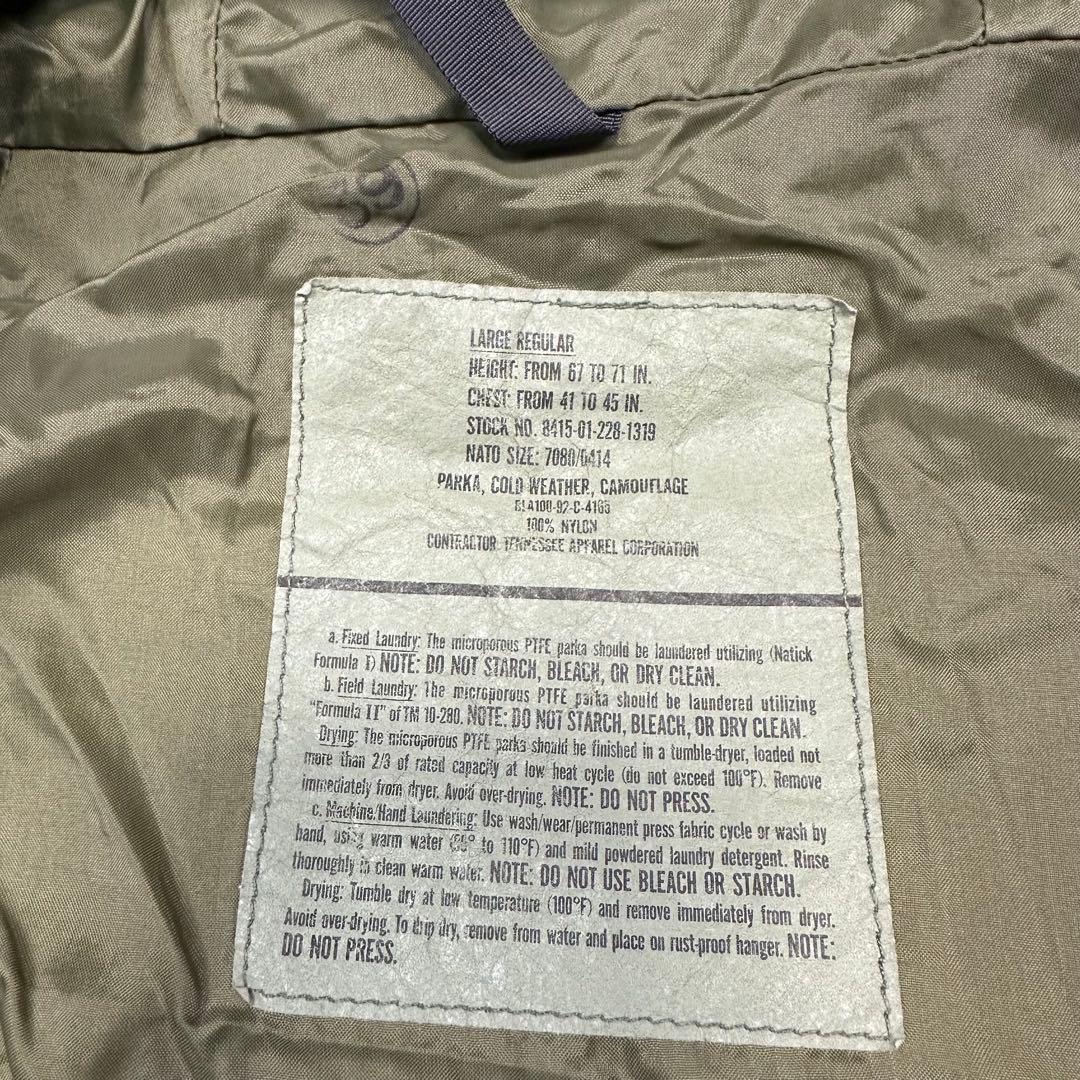 LARGE REGULAR
HEIGHT: FROM 67 TO 71 IN.
CHEST: FROM 41 TO 45 IN.
STOCK NO. 8415-01-228-1319
NATO SIZE: 7080/0414
PARKA, COLD WEATHER, CAMOUFLAGE
100% NYLON
CONTRACTOR TENNESSEE APPAREL CORPORATION
a. Fixed Laundry: The microporous PTFE parka should be laundered utilizing (Natick
Formula I) NOTE: DO NOT STARCH, BLEACH, OR DRY CLEAN.
b. Field Laundry: The microporous PTFE parka should be laundered utilizing
"Formula II" of TM 10-280. NOTE: DO NOT STARCH, BLEACH, OR DRY CLEAN.
Drying: The microporous PTFE parks should be finished in a tumble-dryer, loaded not
more than 2/3 of rated capacity at low heat cycle (do not exceed 100°F). Remove
immediately from dryer. Avoid over-drying. NOTE: DO NOT PRESS.
c. Machine/Hand Laundering: Use wash/wear/permanent press fabric cycle or wash by
hand, using warm water to 110°F) and mild powdered laundry detergent. Rinse
thoroughly in clean warm water. NOTE: DO NOT USE BLEACH OR STARCH.
Drying: Tumble dry at low temperature (100°F) and remove immediately from dryer.
Avoid over-drying. To drip dry, remove from water and place on rust-proof hanger. NOTE:
DO NOT PRESS.